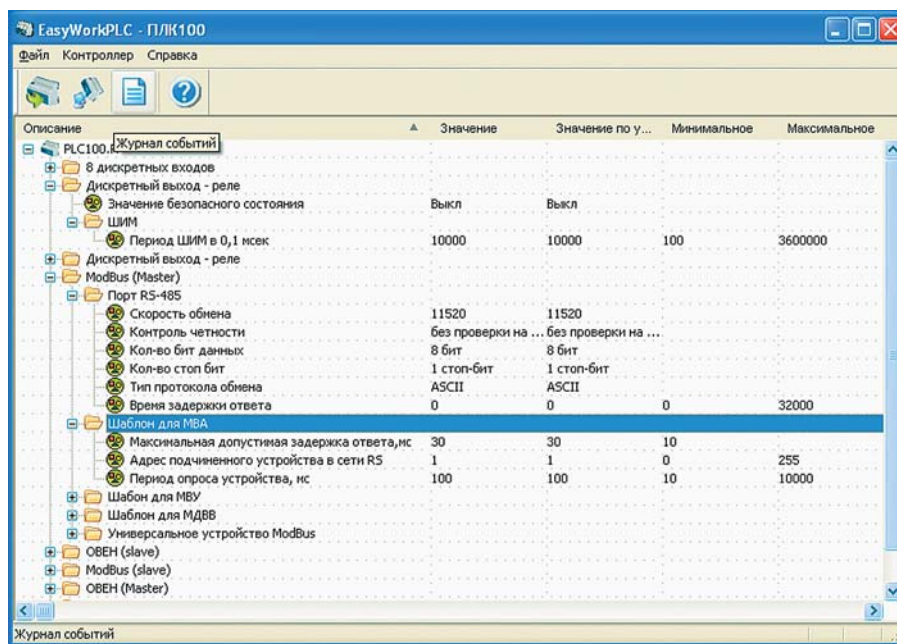 EasyWorkPLC - ПЛК100
Файл Контроллер Справка
Описание Значение Значение по у... Минимальное Максимальное
PLC100.
Журнал событий
8 дискретных входов
Дискретный выход - реле
Значение безопасного состояния Выкл Выкл
ШИМ
Период ШИМ в 0,1 мсек 10000 10000 100 3600000
Дискретный выход - реле
ModBus (Master)
Порт RS-485
Скорость обмена 11520 11520
Контроль четности без проверки на ... без проверки на ...
Кол-во бит данных 8 бит 8 бит
Кол-во стоп бит 1 стоп-бит 1 стоп-бит
Тип протокола обмена ASCII ASCII
Время задержки ответа 0 0 0 32000
Шаблон для МВА
Максимальная допустимая задержка ответа,мс 30 30 10
Адрес подчиненного устройства в сети RS 1 1 0 255
Период опроса устройства, мс 100 100 10 10000
Шабон для МВУ
Шаблон для МДВВ
Универсальное устройство ModBus
ОВЕН (slave)
ModBus (slave)
ОВЕН (Master)
Журнал событий